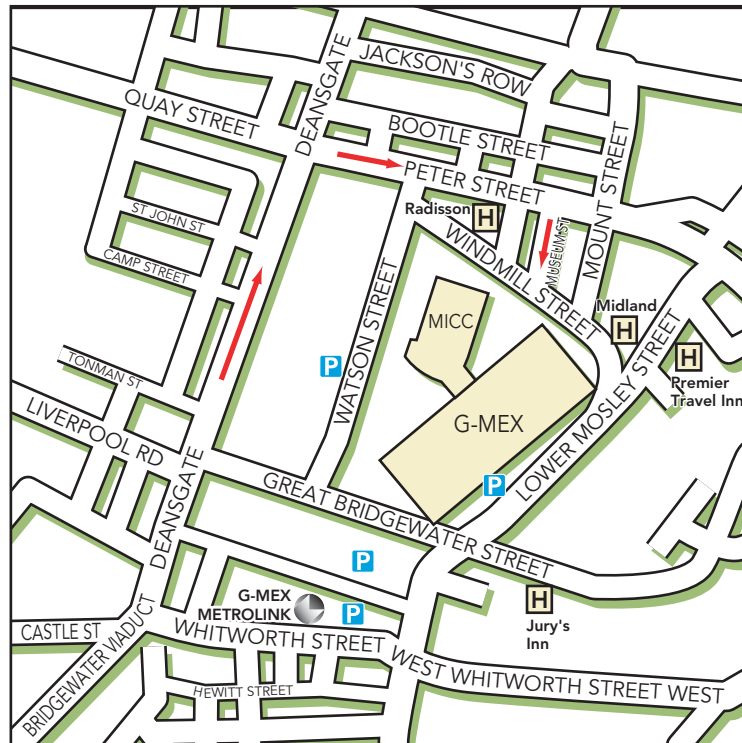 JACKSON'S ROW
DEANSGATE
QUAY STREET
BOOTLE STREET
PETER STREET
MOUNT STREET
Radisson
H
ST JOHN ST
MUSEUM ST
WINDMILL STREET
CAMP STREET
Midland
H
MICC
WATSON STREET
H
Premier
Travel Inn
TONMAN ST
P
LIVERPOOL RD
G-MEX
LOWER MOSLEY STREET
P
DEANSGATE
GREAT BRIDGEWATER STREET
P
G-MEX
METROLINK
P
H
Jury's
Inn
CASTLE ST
BRIDGEWATER VIADUCT
WHITWORTH STREET WEST
WHITWORTH STREET WEST
HEWITT STREET